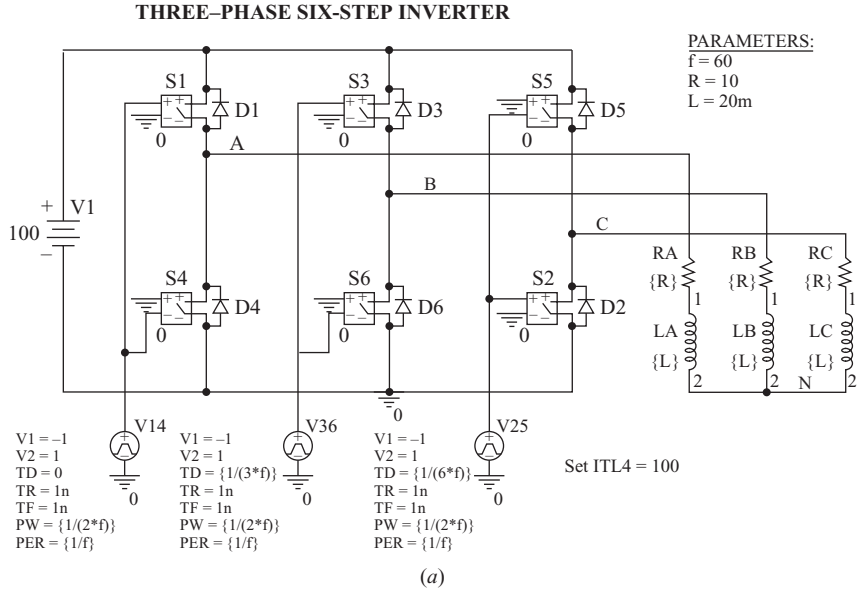 THREE–PHASE SIX-STEP INVERTER
PARAMETERS:
f = 60
R = 10
L = 20m
S1
S3
S5
D1
D3
D5
0
0
0
A
B
C
+
V1
100
–
S4
S6
S2
D4
D6
D2
0
0
0
RA
RB
RC
{R}
{R}
{R}
1
1
1
LA
LB
LC
{L}
{L}
{L}
2
2
N
2
0
V14
V36
V25
V1 = –1
V2 = 1
TD = 0
TR = 1n
TF = 1n
PW = {1/(2*f)}
PER = {1/f}
0
V1 = –1
V2 = 1
TD = {1/(3*f)}
TR = 1n
TF = 1n
PW = {1/(2*f)}
PER = {1/f}
0
V1 = –1
V2 = 1
TD = {1/(6*f)}
TR = 1n
TF = 1n
PW = {1/(2*f)}
PER = {1/f}
0
Set ITL4 = 100
(a)